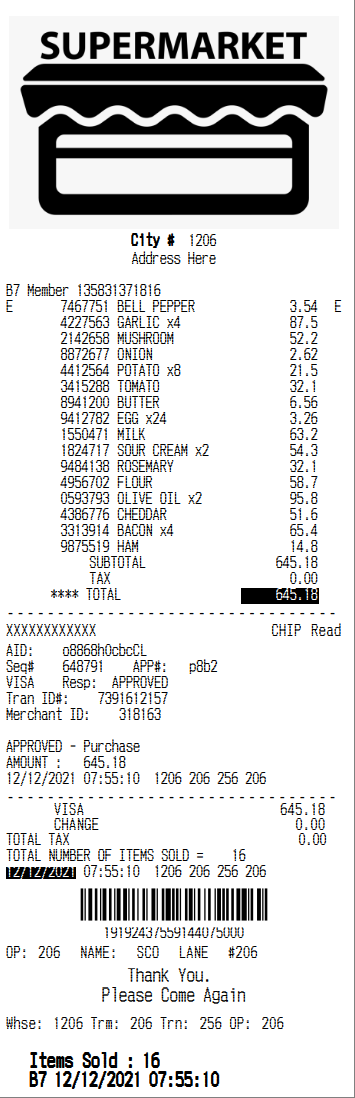 SUPERMARKET
City # 1206
Address Here
B7 Member 135831371816
E 7467751 BELL PEPPER 3.54 E
4227563 GARLIC x4 87.5
2142658 MUSHROOM 52.2
8872677 ONION 2.62
4412564 POTATO x8 21.5
3415288 TOMATO 32.1
8941200 BUTTER 6.56
9412782 EGG x24 3.26
1550471 MILK 63.2
1824717 SOUR CREAM x2 54.3
9484138 ROSEMARY 32.1
4956702 FLOUR 58.7
0593793 OLIVE OIL x2 95.8
4386776 CHEDDAR 51.6
3313914 BACON x4 65.4
9875519 HAM 14.8
SUBTOTAL 645.18
TAX 0.00
**** TOTAL 645.18
XXXXXXXXXXXX CHIP Read
AID: o8868h0cbcCL
Seq# 648791 APP#: p8b2
VISA Resp: APPROVED
Tran ID#: 7391612157
Merchant ID: 318163
APPROVED - Purchase
AMOUNT : 645.18
12/12/2021 07:55:10 1206 206 256 206
VISA 645.18
CHANGE 0.00
TOTAL TAX 0.00
TOTAL NUMBER OF ITEMS SOLD = 16
12/12/2021 07:55:10 1206 206 256 206
19192437559144075000
OP: 206 NAME: SCO LANE #206
Thank You.
Please Come Again
Whse: 1206 Trm: 206 Trn: 256 OP: 206
Items Sold : 16
B7 12/12/2021 07:55:10